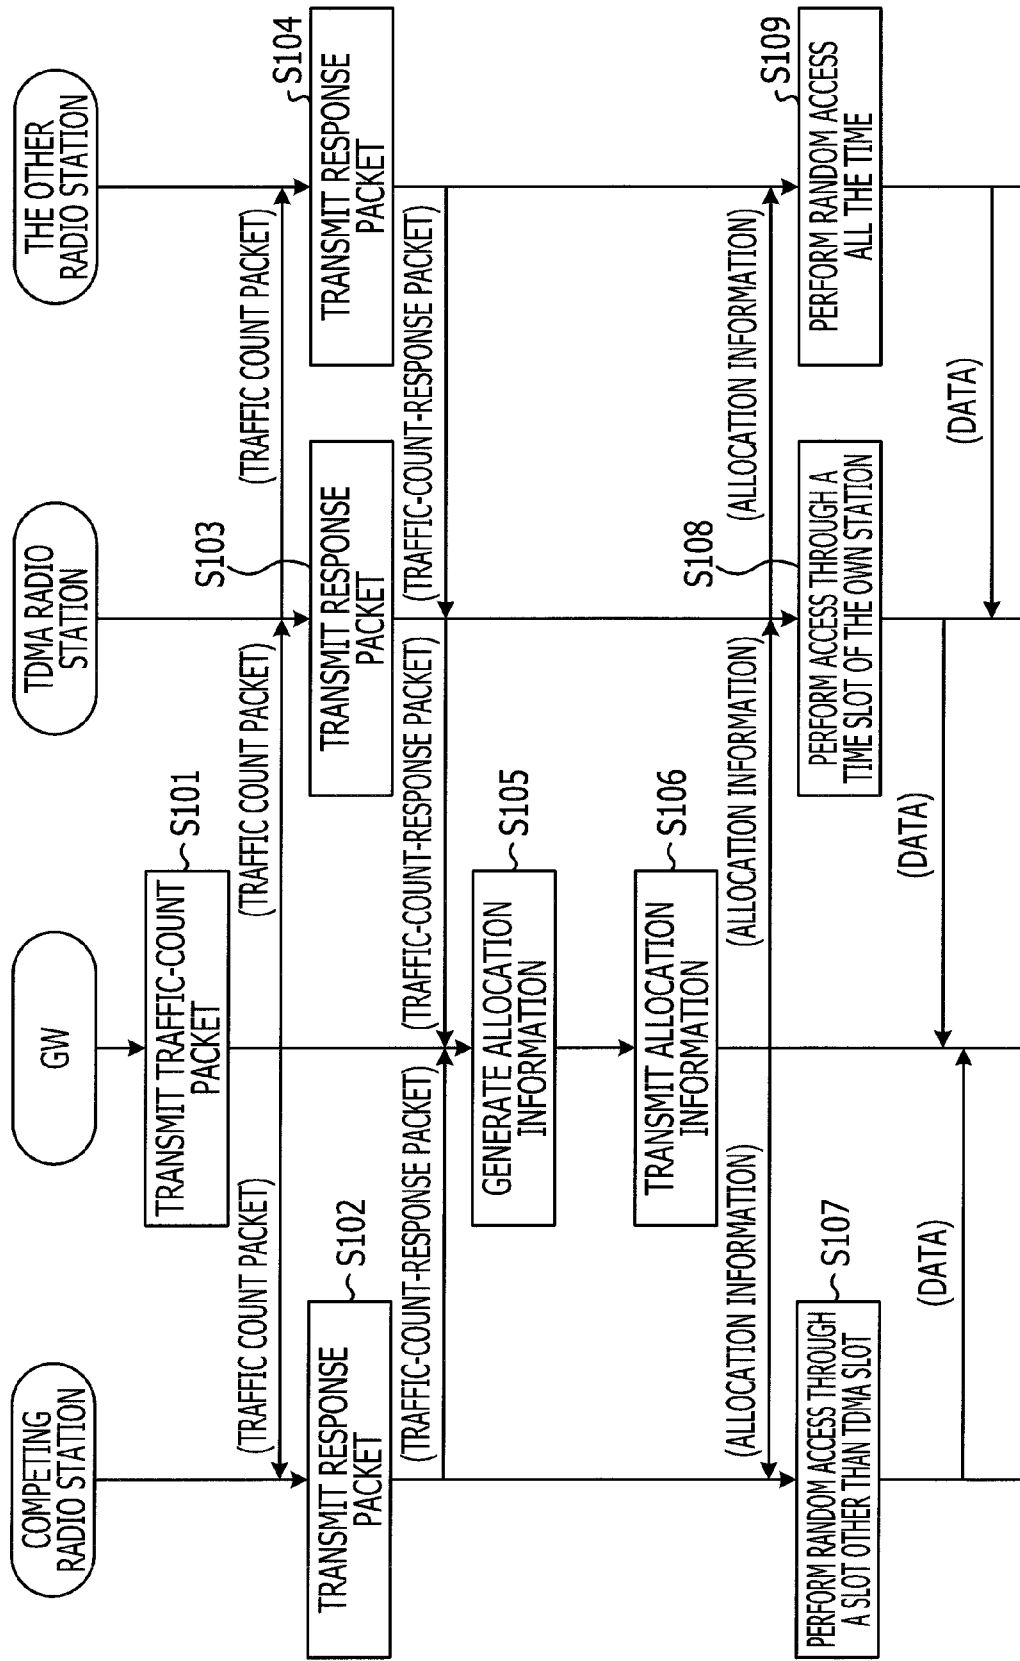 COMPETING
RADIO STATION
GW
TDMA RADIO
STATION
THE OTHER
RADIO STATION
TRANSMIT TRAFFIC-COUNT
PACKET
S101
(TRAFFIC COUNT PACKET)
(TRAFFIC COUNT PACKET)
(TRAFFIC COUNT PACKET)
TRANSMIT RESPONSE
PACKET
S102
TRANSMIT RESPONSE
PACKET
S103
TRANSMIT RESPONSE
PACKET
S104
(TRAFFIC-COUNT-RESPONSE PACKET)
(TRAFFIC-COUNT-RESPONSE PACKET)
(TRAFFIC-COUNT-RESPONSE PACKET)
GENERATE ALLOCATION
INFORMATION
S105
TRANSMIT ALLOCATION
INFORMATION
S106
(ALLOCATION INFORMATION)
(ALLOCATION INFORMATION)
(ALLOCATION INFORMATION)
PERFORM RANDOM ACCESS THROUGH
A SLOT OTHER THAN TDMA SLOT
S107
PERFORM ACCESS THROUGH A
TIME SLOT OF THE OWN STATION
S108
PERFORM RANDOM ACCESS
ALL THE TIME
S109
(DATA)
(DATA)
(DATA)